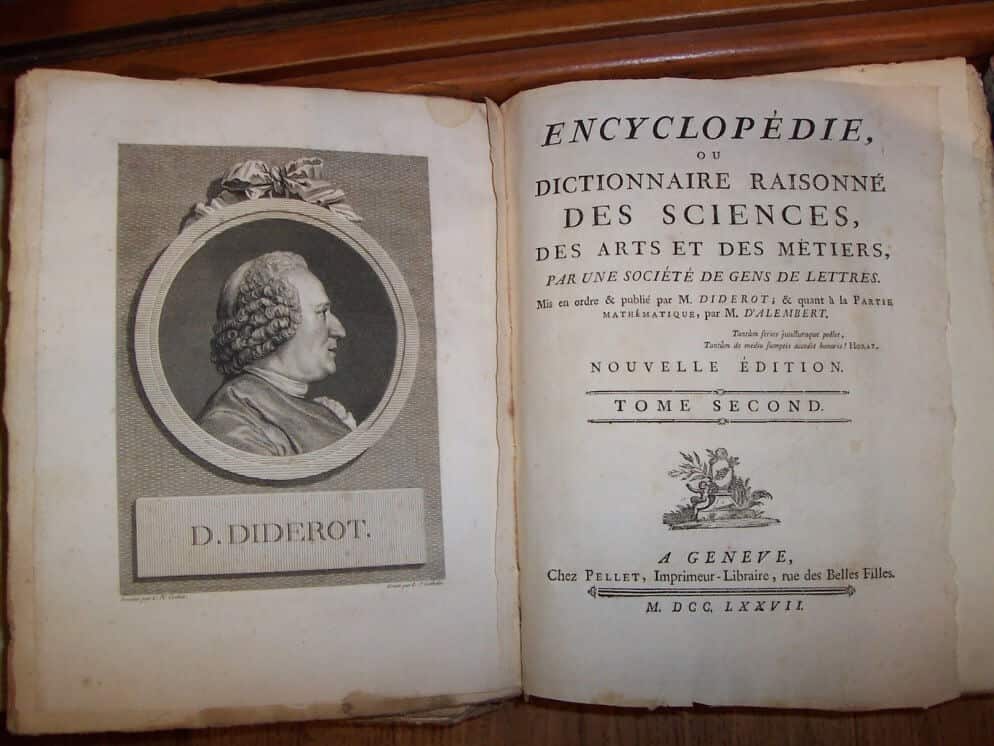 D. DIDEROT.
ENCYCLOPÉDIE,
OU
DICTIONNAIRE RAISONNÉ
DES SCIENCES,
DES ARTS ET DES MÉTIERS,
PAR UNE SOCIÉTÉ DE GENS DE LETTRES.
Mis en ordre & publié par M. DIDEROT; & quant à la PARTIE
MATHÉMATIQUE, par M. D'ALEMBERT.
Tantùm series juncturaque pollet,
Tantùm de medio sumptis accedit honoris! HORAT.
NOUVELLE ÉDITION.
TOME SECOND.
A GENEVE,
Chez PELLET, Imprimeur-Libraire, rue des Belles Filles.
M. DCC. LXXVII.